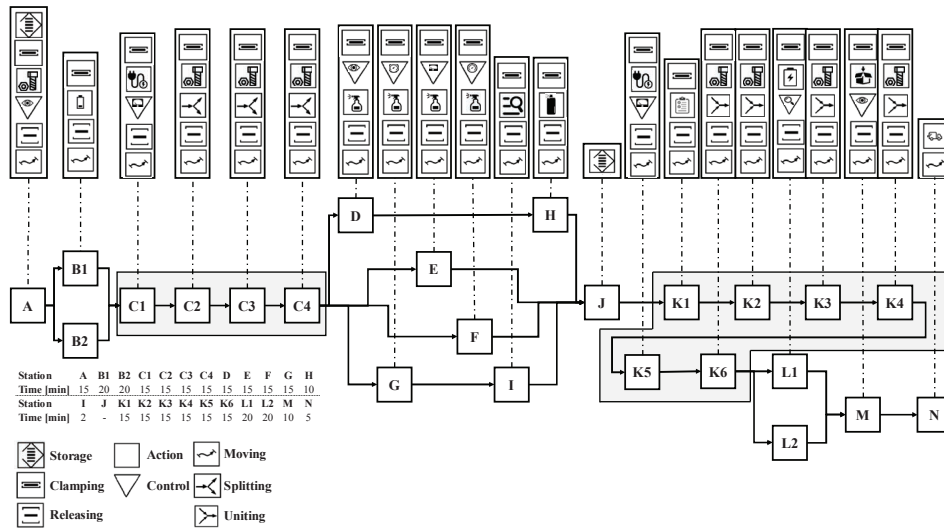 D
H
B1
E
A
C1
C2
C3
C4
J
K1
K2
K3
K4
B2
F
G
I
K5
K6
L1
M
N
L2
Station A B1 B2 C1 C2 C3 C4 D E F G H
Time [min] 15 20 20 15 15 15 15 15 15 15 15 10
Station I J K1 K2 K3 K4 K5 K6 L1 L2 M N
Time [min] 2 - 15 15 15 15 15 15 20 20 10 5
Storage
Action
Moving
Clamping
Control
Splitting
Releasing
Uniting